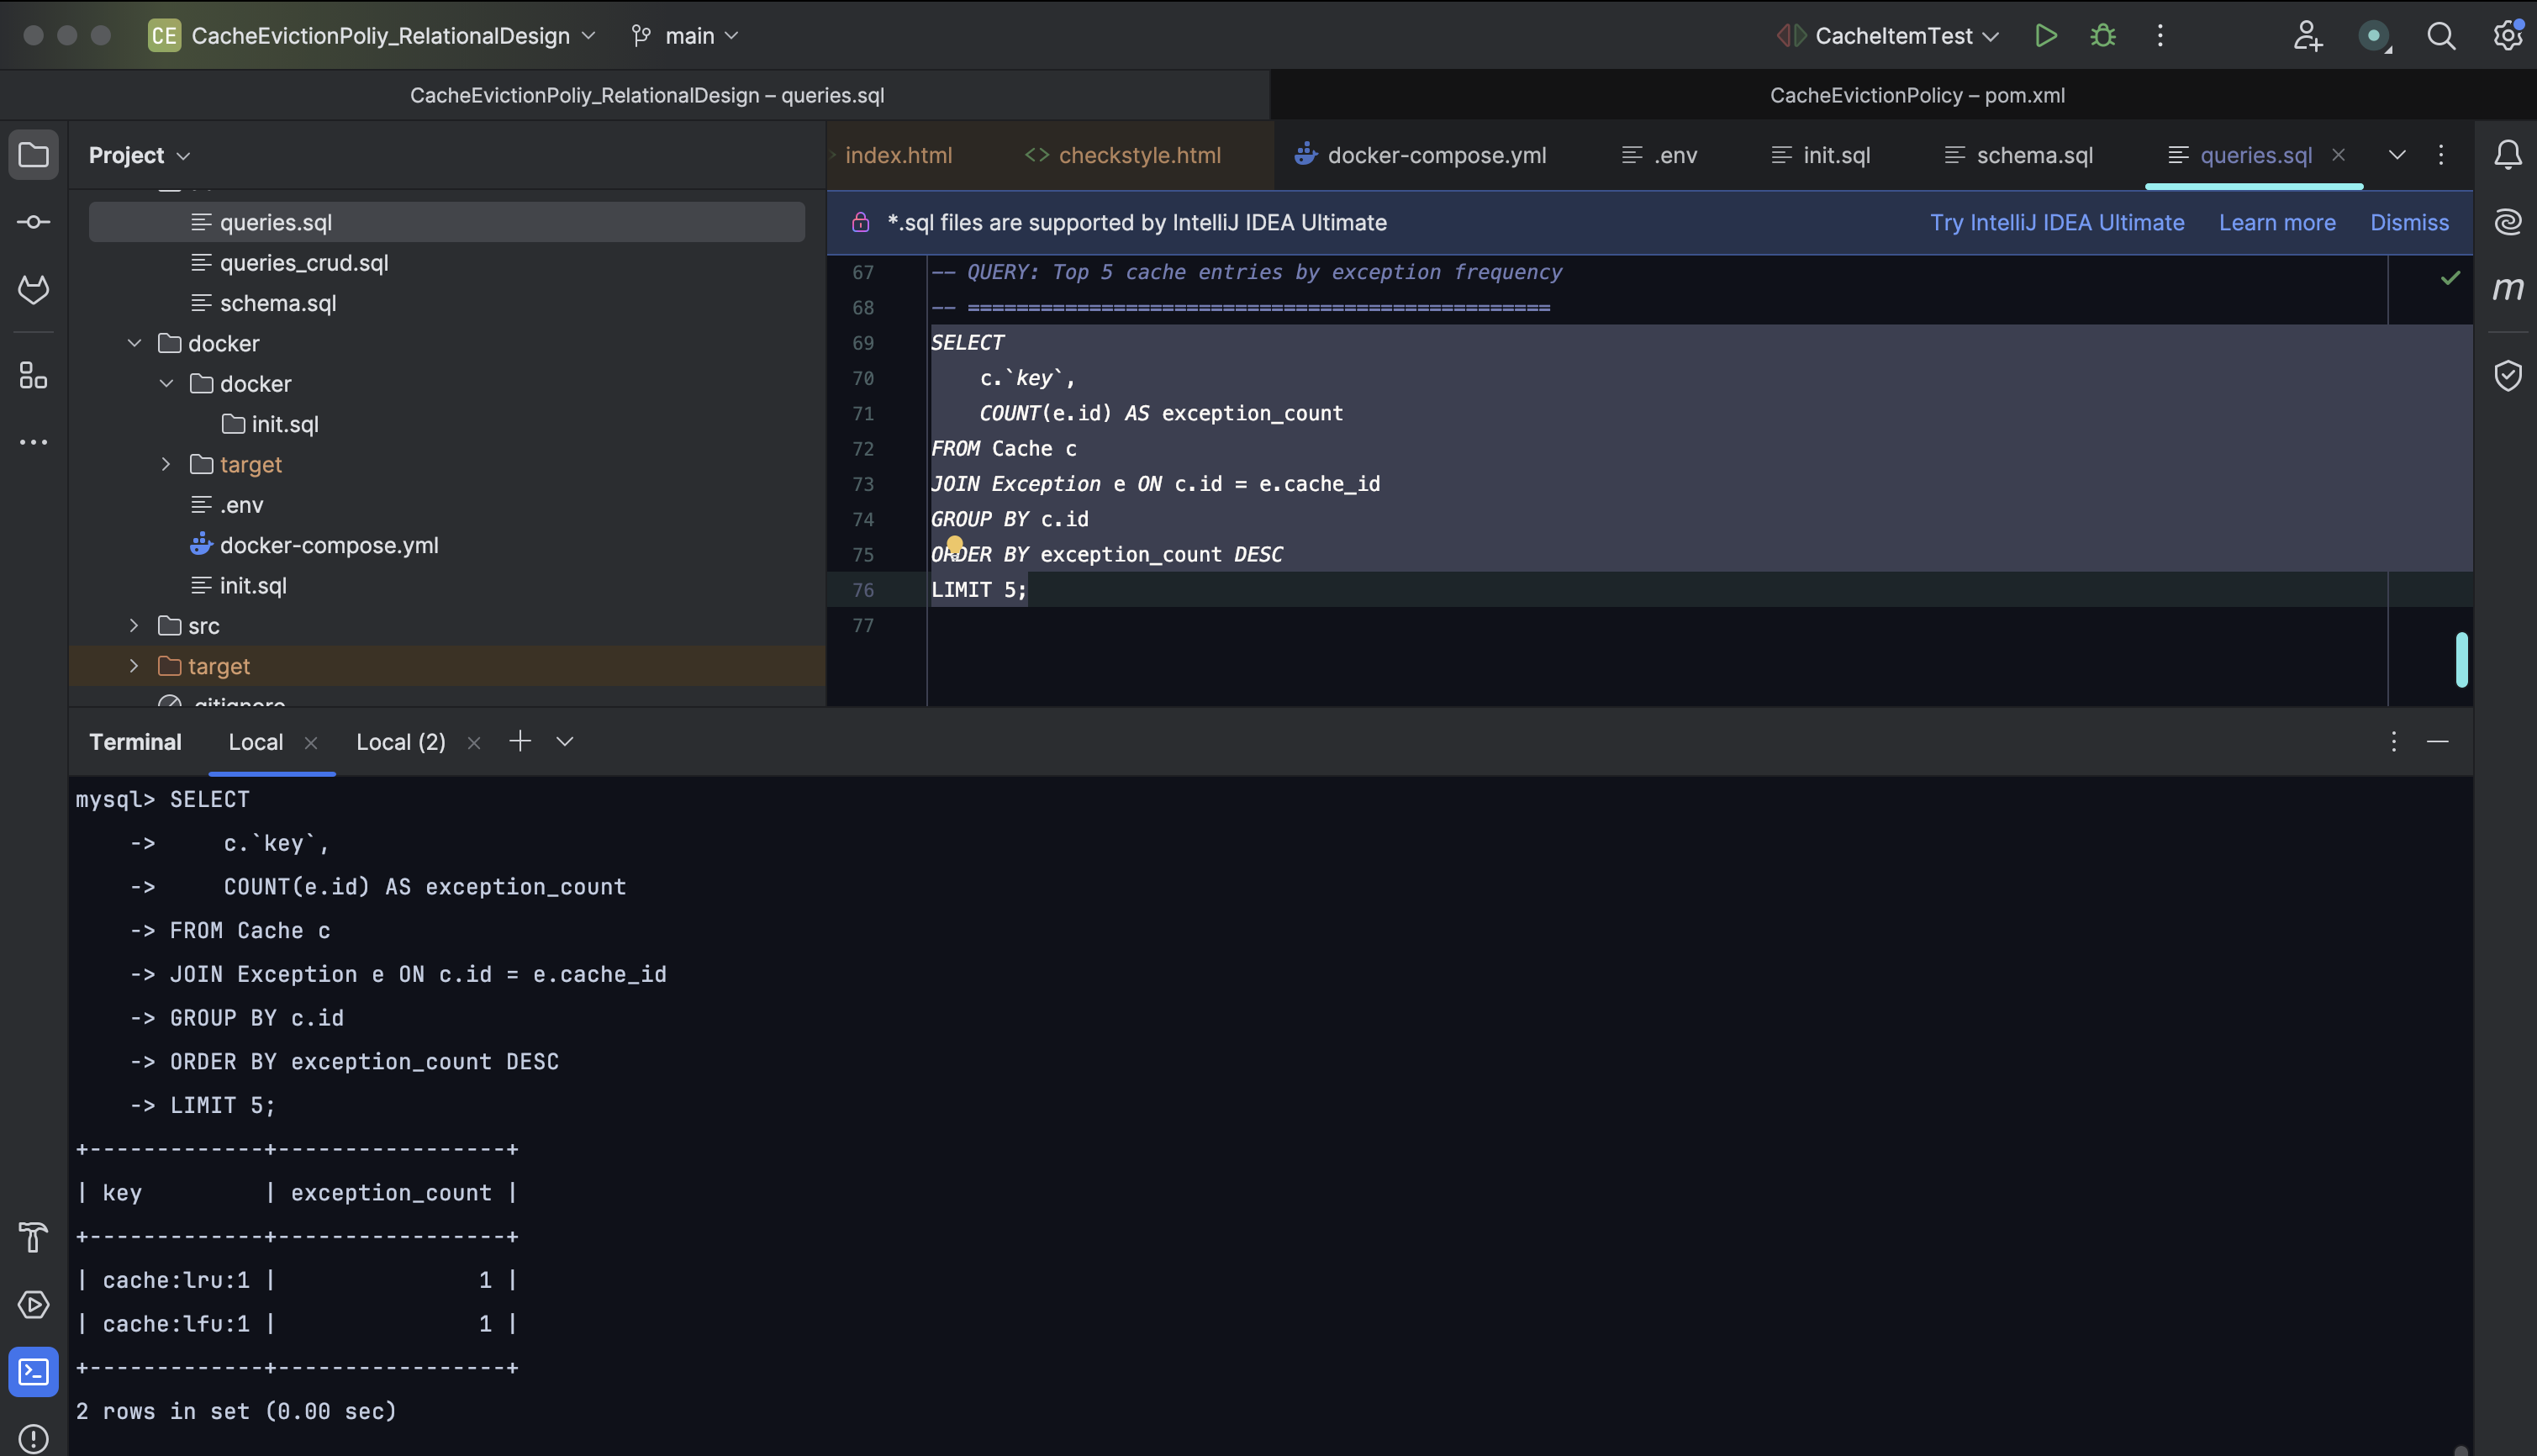 CE CacheEvictionPoliy_RelationalDesign main CacheItemTest
CacheEvictionPoliy_RelationalDesign – queries.sql CacheEvictionPolicy – pom.xml
Project
queries.sql
queries_crud.sql
schema.sql
docker
docker
init.sql
target
.env
docker-compose.yml
init.sql
src
target
.gitignore
index.html <> checkstyle.html docker-compose.yml .env init.sql schema.sql queries.sql
*.sql files are supported by IntelliJ IDEA Ultimate Try IntelliJ IDEA Ultimate Learn more Dismiss
67 -- QUERY: Top 5 cache entries by exception frequency
68 -- ================================================
69 SELECT
70     c.`key`,
71     COUNT(e.id) AS exception_count
72 FROM Cache c
73 JOIN Exception e ON c.id = e.cache_id
74 GROUP BY c.id
75 ORDER BY exception_count DESC
76 LIMIT 5;
77
m
Terminal Local Local (2)
mysql> SELECT
    ->     c.`key`,
    ->     COUNT(e.id) AS exception_count
    -> FROM Cache c
    -> JOIN Exception e ON c.id = e.cache_id
    -> GROUP BY c.id
    -> ORDER BY exception_count DESC
    -> LIMIT 5;
+-------------+-----------------+
| key         | exception_count |
+-------------+-----------------+
| cache:lru:1 |               1 |
| cache:lfu:1 |               1 |
+-------------+-----------------+
2 rows in set (0.00 sec)